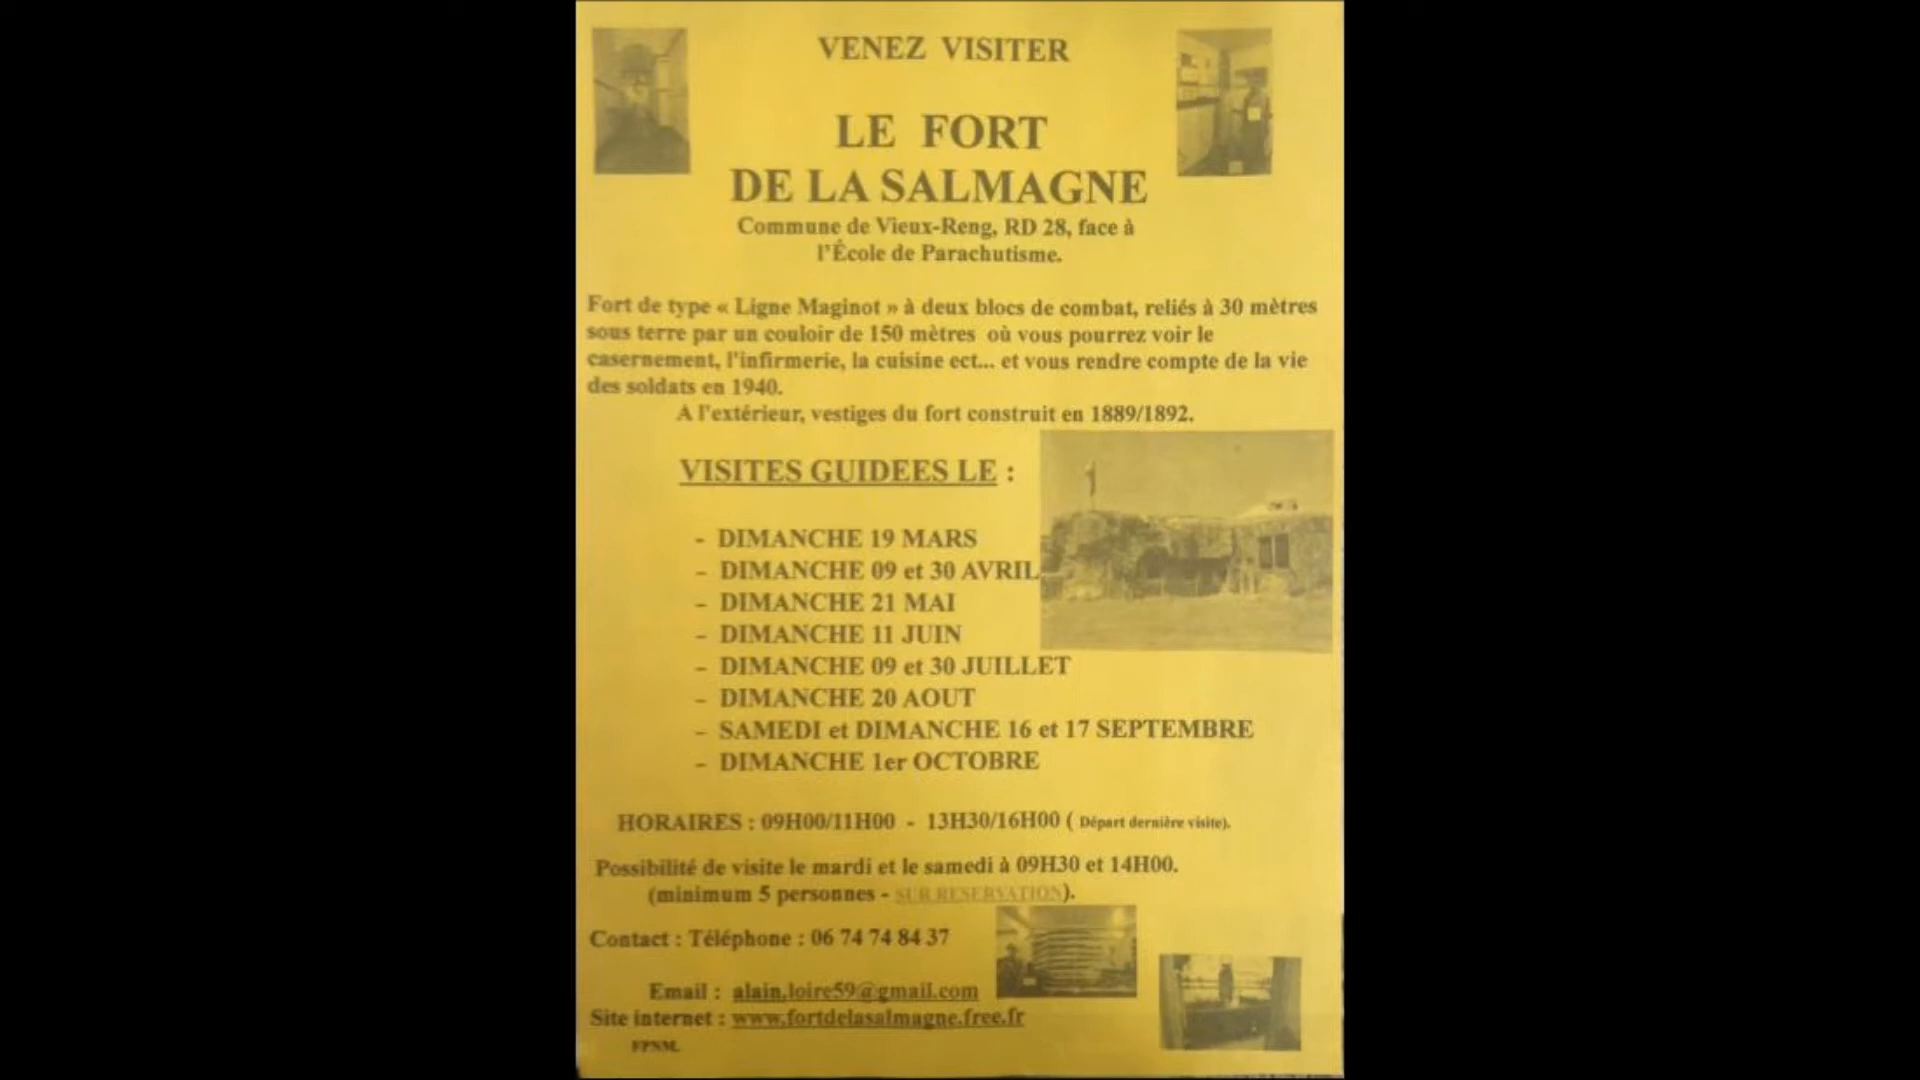 VENEZ VISITER
LE FORT
DE LA SALMAGNE
Commune de Vieux-Reng, RD 28, face à
l'École de Parachutisme.
Fort de type « Ligne Maginot » à deux blocs de combat, reliés à 30 mètres
sous terre par un couloir de 150 mètres où vous pourrez voir le
casernement, l'infirmerie, la cuisine ect... et vous rendre compte de la vie
des soldats en 1940.
A l'extérieur, vestiges du fort construit en 1889/1892.
VISITES GUIDEES LE :
- DIMANCHE 19 MARS
- DIMANCHE 09 et 30 AVRIL
- DIMANCHE 21 MAI
- DIMANCHE 11 JUIN
- DIMANCHE 09 et 30 JUILLET
- DIMANCHE 20 AOUT
- SAMEDI et DIMANCHE 16 et 17 SEPTEMBRE
- DIMANCHE 1er OCTOBRE
HORAIRES : 09H00/11H00 - 13H30/16H00 ( Départ dernière visite).
Possibilité de visite le mardi et le samedi à 09H30 et 14H00.
(minimum 5 personnes - SUR RESERVATION).
Contact : Téléphone : 06 74 74 84 37
Email : alain.loire59@gmail.com
Site internet : www.fortdelasalmagne.free.fr
FPNM.